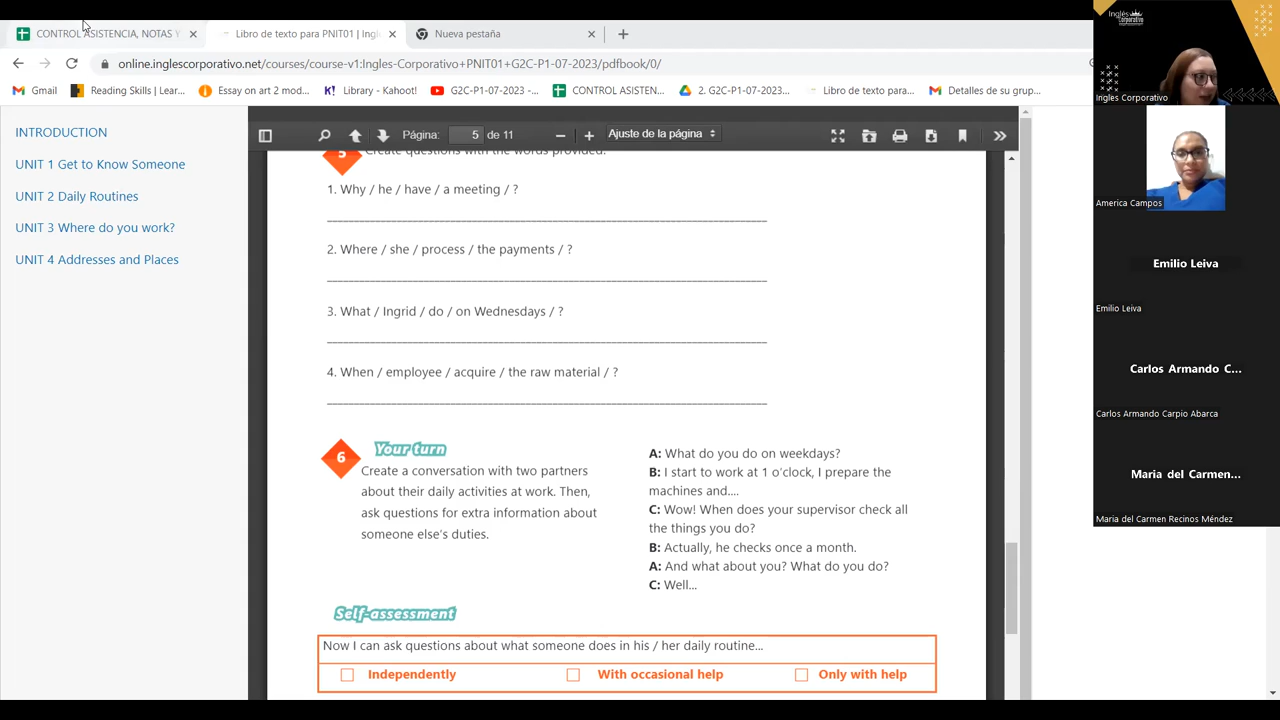 CONTROL ASISTENCIA, NOTAS Y
Libro de texto para PNIT01 | Ingl
Nueva pestaña
online.inglescorporativo.net/courses/course-v1:Ingles-Corporativo+PNIT01+G2C-P1-07-2023/pdfbook/0/
Gmail
Reading Skills | Lear...
Essay on art 2 mod...
Library - Kahoot!
G2C-P1-07-2023 -...
CONTROL ASISTEN...
2. G2C-P1-07-2023...
Libro de texto para...
Detalles de su grup...
INTRODUCTION
UNIT 1 Get to Know Someone
UNIT 2 Daily Routines
UNIT 3 Where do you work?
UNIT 4 Addresses and Places
Página: 5 de 11
Ajuste de la página
5 Create questions with the words provided.
1. Why / he / have / a meeting / ?
2. Where / she / process / the payments / ?
3. What / Ingrid / do / on Wednesdays / ?
4. When / employee / acquire / the raw material / ?
6 Your turn
Create a conversation with two partners
about their daily activities at work. Then,
ask questions for extra information about
someone else's duties.
A: What do you do on weekdays?
B: I start to work at 1 o'clock, I prepare the
machines and....
C: Wow! When does your supervisor check all
the things you do?
B: Actually, he checks once a month.
A: And what about you? What do you do?
C: Well...
Self-assessment
Now I can ask questions about what someone does in his / her daily routine...
Independently
With occasional help
Only with help
Inglés
Corporativo
Ingles Corporativo
America Campos
Emilio Leiva
Emilio Leiva
Carlos Armando C...
Carlos Armando Carpio Abarca
Maria del Carmen...
Maria del Carmen Recinos Méndez